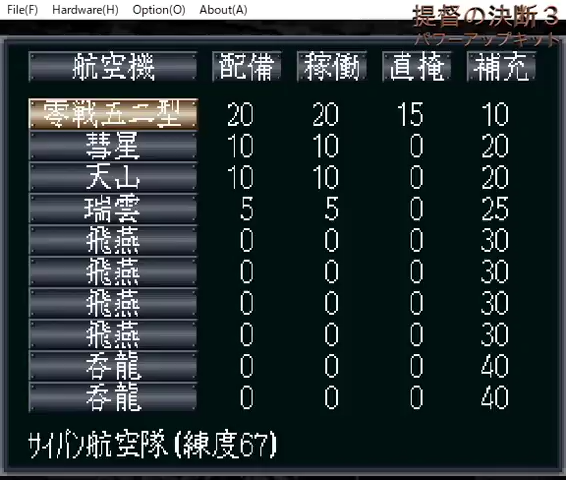 File(F) Hardware(H) Option(O) About(A)
提督の決断3
パワーアップキット
航空機 配備 稼働 直掩 補充
零戦五二型 20 20 15 10
彗星 10 10 0 20
天山 10 10 0 20
瑞雲 5 5 0 25
飛燕 0 0 0 30
飛燕 0 0 0 30
飛燕 0 0 0 30
飛燕 0 0 0 30
呑龍 0 0 0 40
呑龍 0 0 0 40
サイパン航空隊(練度67)